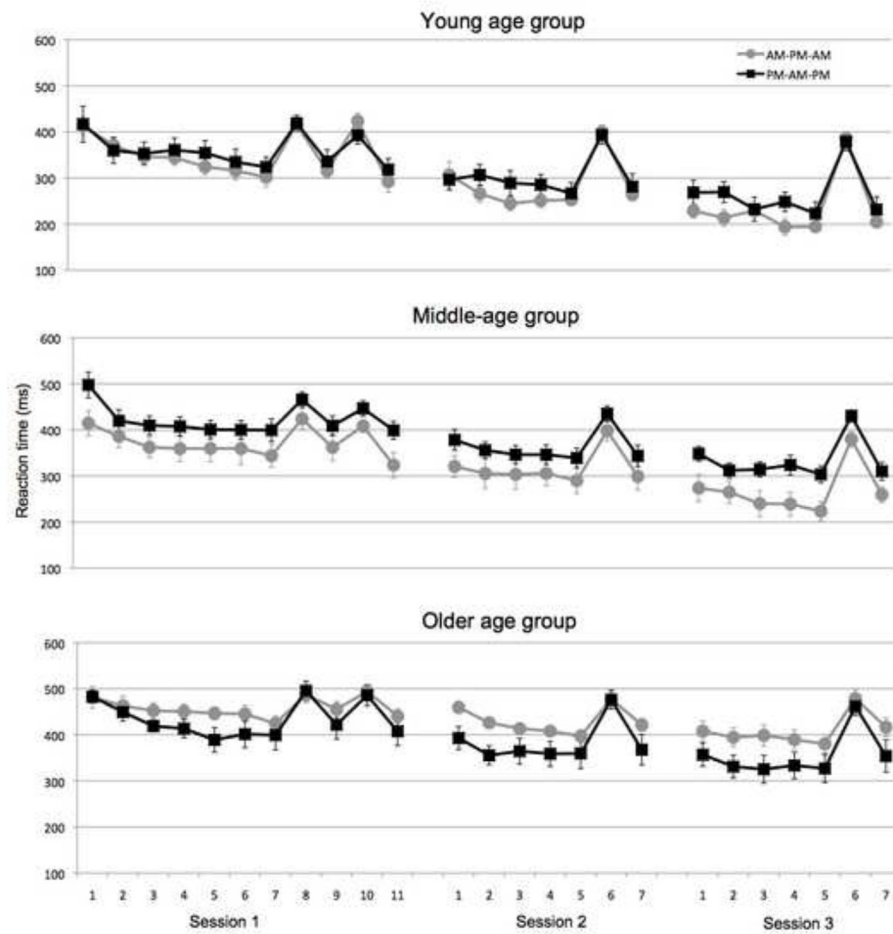 Young age group
600
500
400
300
200
100
AM-PM-AM
PM-AM-PM
Middle-age group
600
500
400
300
200
100
Reaction time (ms)
Older age group
600
500
400
300
200
100
1 2 3 4 5 6 7 8 9 10 11 1 2 3 4 5 6 7 1 2 3 4 5 6 7
Session 1 Session 2 Session 3